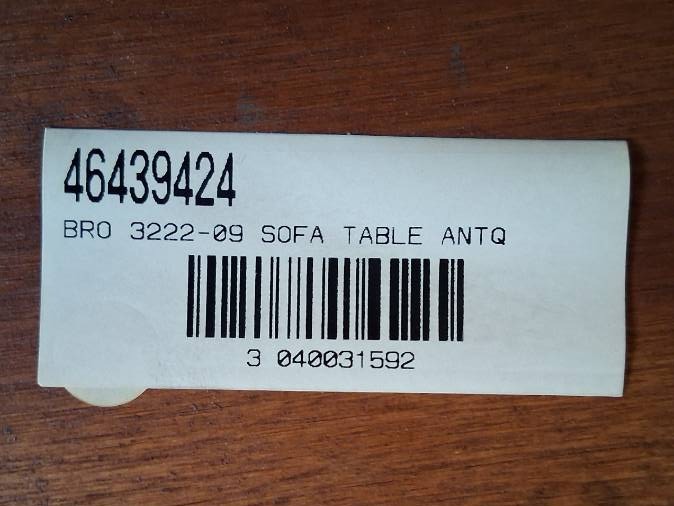 46439424
BRO 3222-09 SOFA TABLE ANTQ
3 040031592